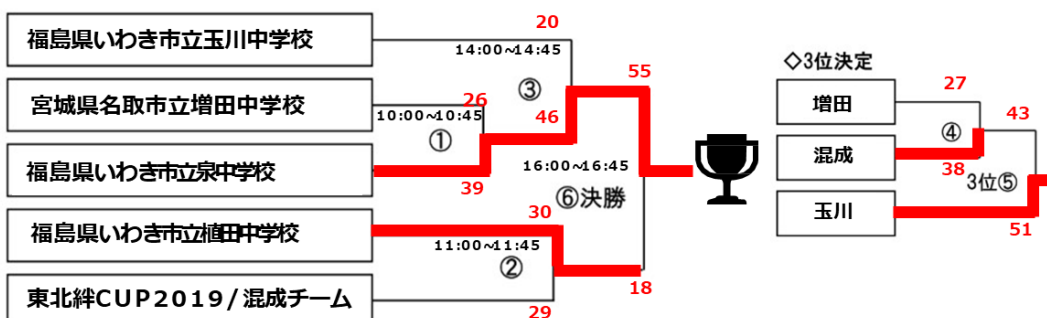 福島県いわき市立玉川中学校
宮城県名取市立増田中学校
福島県いわき市立泉中学校
福島県いわき市立植田中学校
東北絆CUP2019/混成チーム
20
14:00~14:45
③
26
10:00~10:45
①
46
39
55
16:00~16:45
⑥決勝
30
11:00~11:45
②
18
29
◇3位決定
増田
混成
玉川
27
④
38
43
3位⑤
51